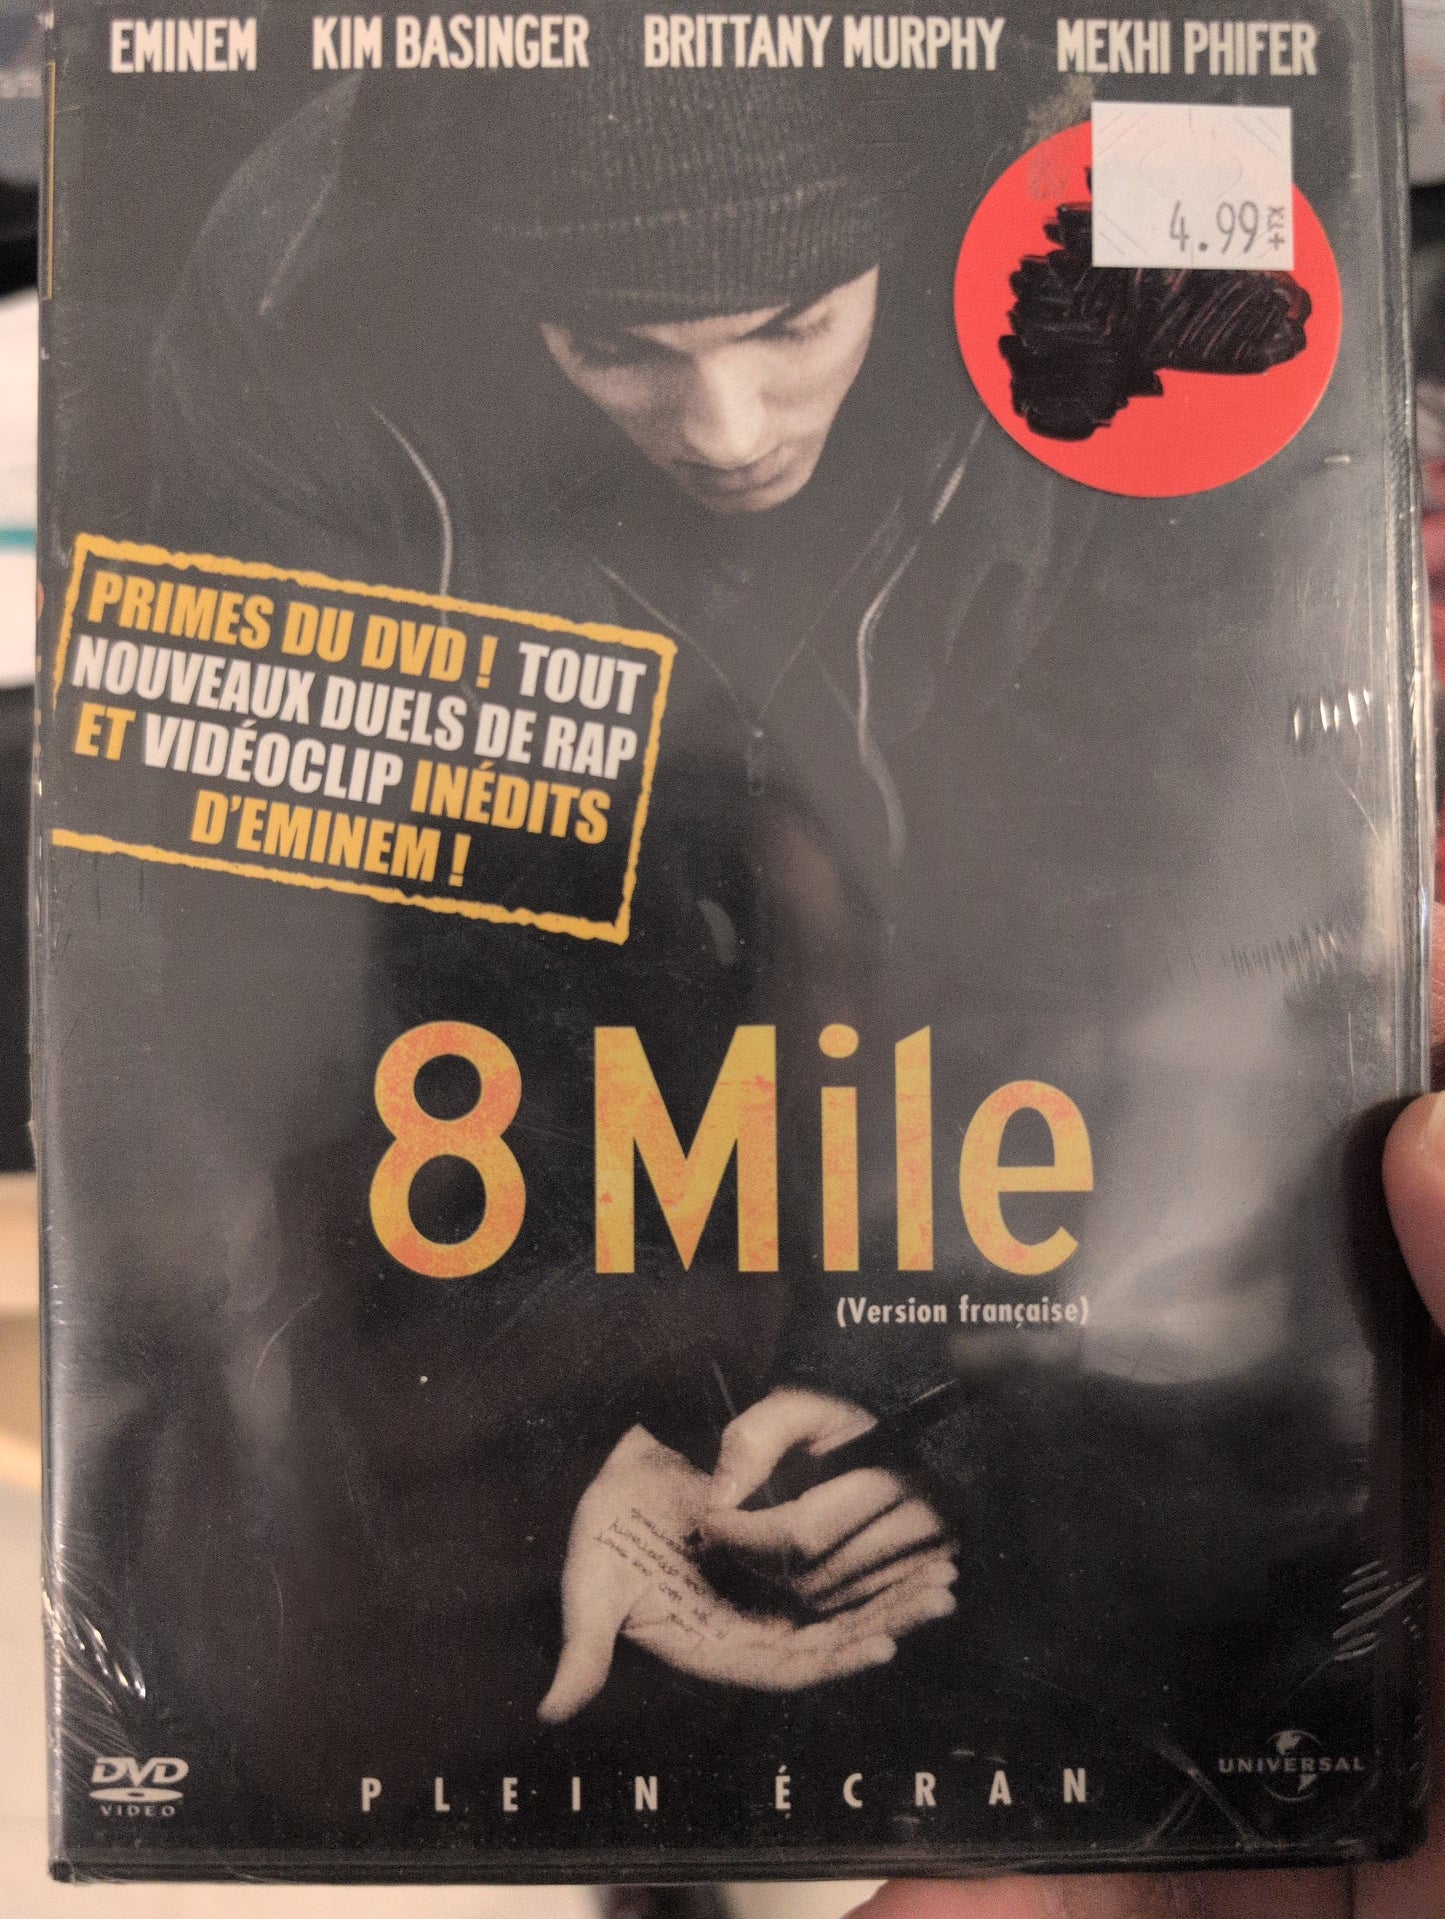 EMINEM KIM BASINGER BRITTANY MURPHY MEKHI PHIFER
4.99 +TX
PRIMES DU DVD ! TOUT
NOUVEAUX DUELS DE RAP
ET VIDÉOCLIP INÉDITS
D'EMINEM !
8 Mile
(Version française)
DVD
VIDEO
PLEIN ÉCRAN
UNIVERSAL